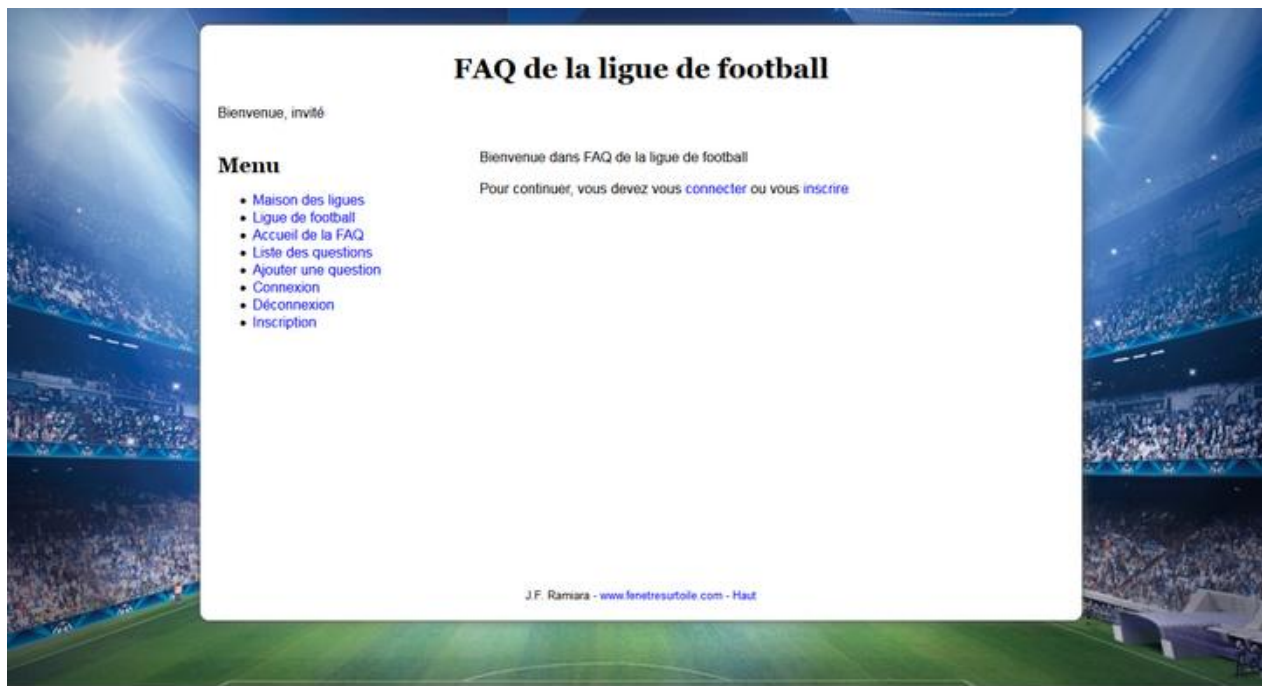 FAQ de la ligue de football
Bienvenue, invité
Menu
Maison des ligues
Ligue de football
Accueil de la FAQ
Liste des questions
Ajouter une question
Connexion
Déconnexion
Inscription
Bienvenue dans FAQ de la ligue de football
Pour continuer, vous devez vous connecter ou vous inscrire
J.F. Ramiara - www.fenetresurtoile.com - Haut